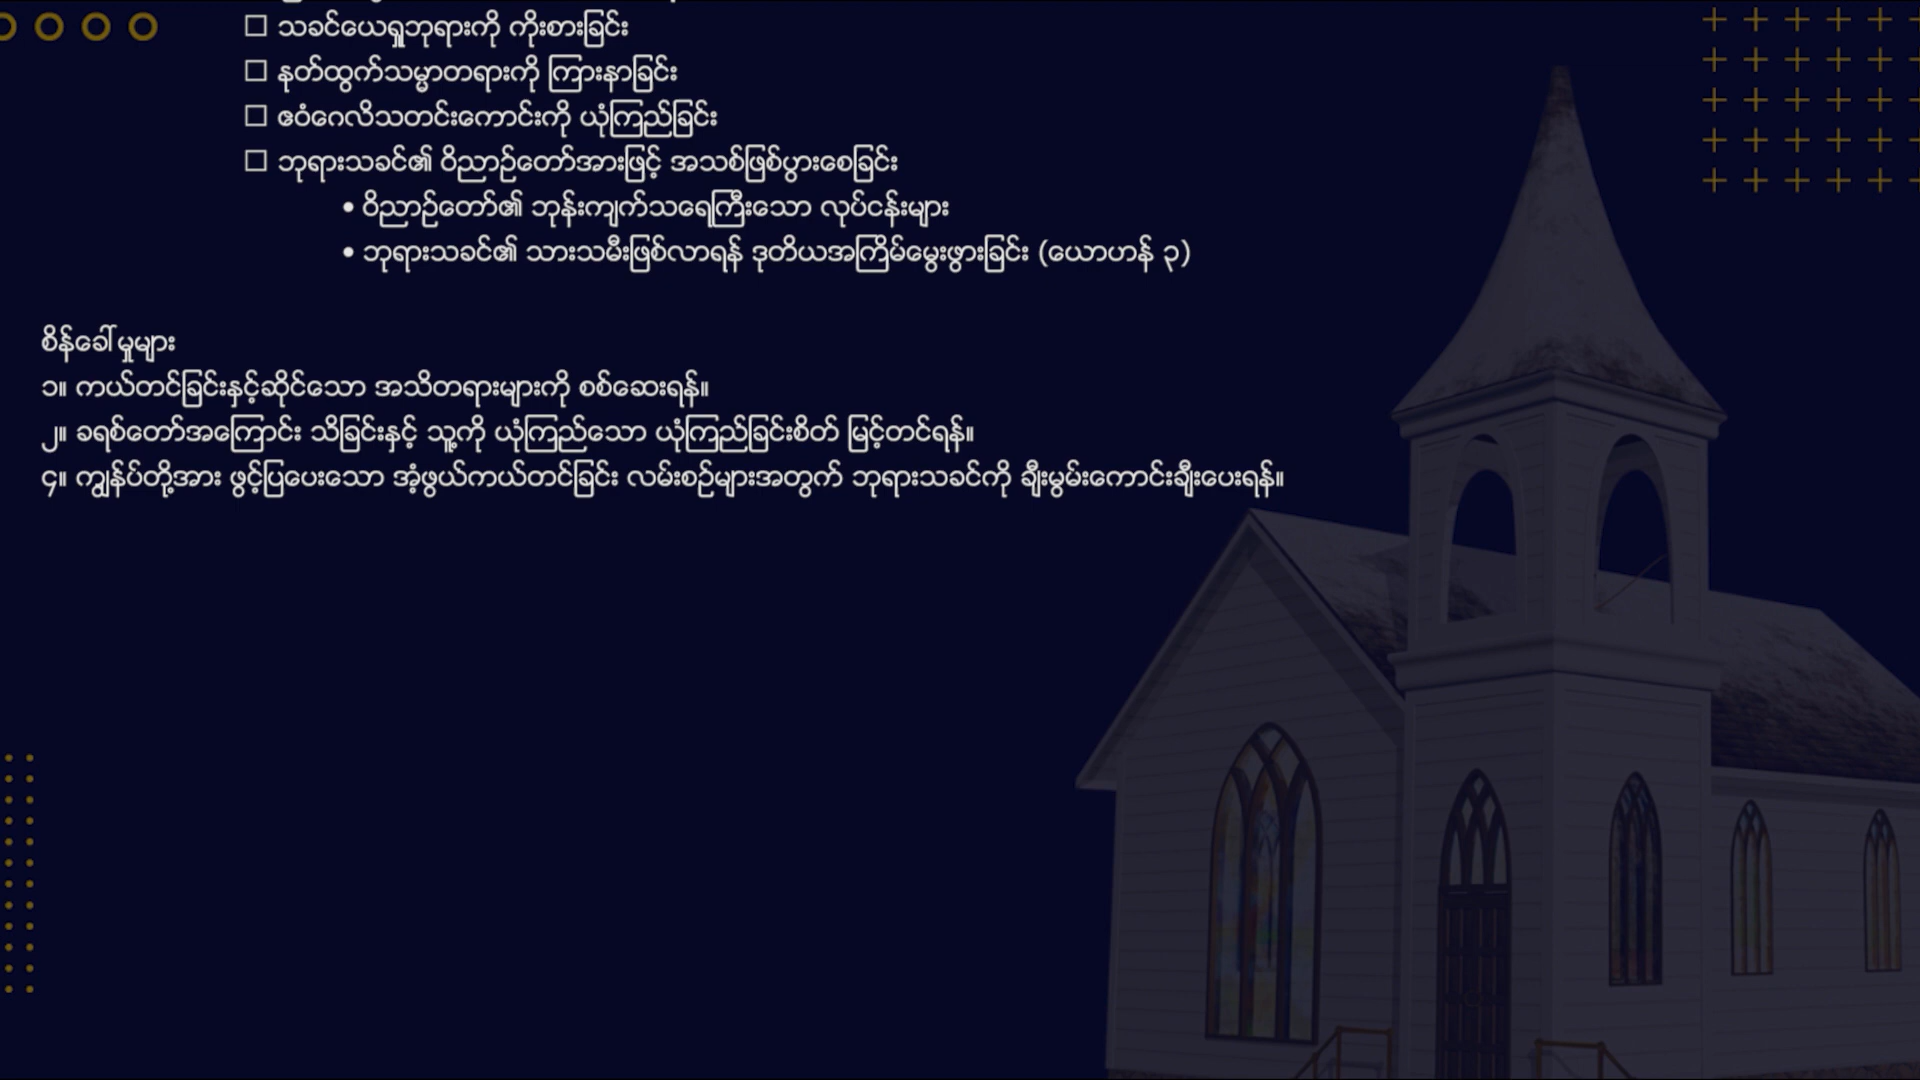 □ သခင်ယေရှုဘုရားကို ကိုးစားခြင်း
□ နုတ်ထွက်သမ္မာတရားကို ကြားနာခြင်း
□ ဧဝံဂေလိသတင်းကောင်းကို ယုံကြည်ခြင်း
□ ဘုရားသခင်၏ ဝိညာဉ်တော်အားဖြင့် အသစ်ဖြစ်ပွားစေခြင်း
• ဝိညာဉ်တော်၏ ဘုန်းကျက်သရေကြီးသော လုပ်ငန်းများ
• ဘုရားသခင်၏ သားသမီးဖြစ်လာရန် ဒုတိယအကြိမ်မွေးဖွားခြင်း (ယောဟန် ၃)
စိန်ခေါ်မှုများ
၁။ ကယ်တင်ခြင်းနှင့်ဆိုင်သော အသိတရားများကို စစ်ဆေးရန်။
၂။ ခရစ်တော်အကြောင်း သိခြင်းနှင့် သူ့ကို ယုံကြည်သော ယုံကြည်ခြင်းစိတ် မြင့်တင်ရန်။
၄။ ကျွန်ုပ်တို့အား ဖွင့်ပြပေးသော အံ့ဖွယ်ကယ်တင်ခြင်း လမ်းစဉ်များအတွက် ဘုရားသခင်ကို ချီးမွမ်းကောင်းချီးပေးရန်။